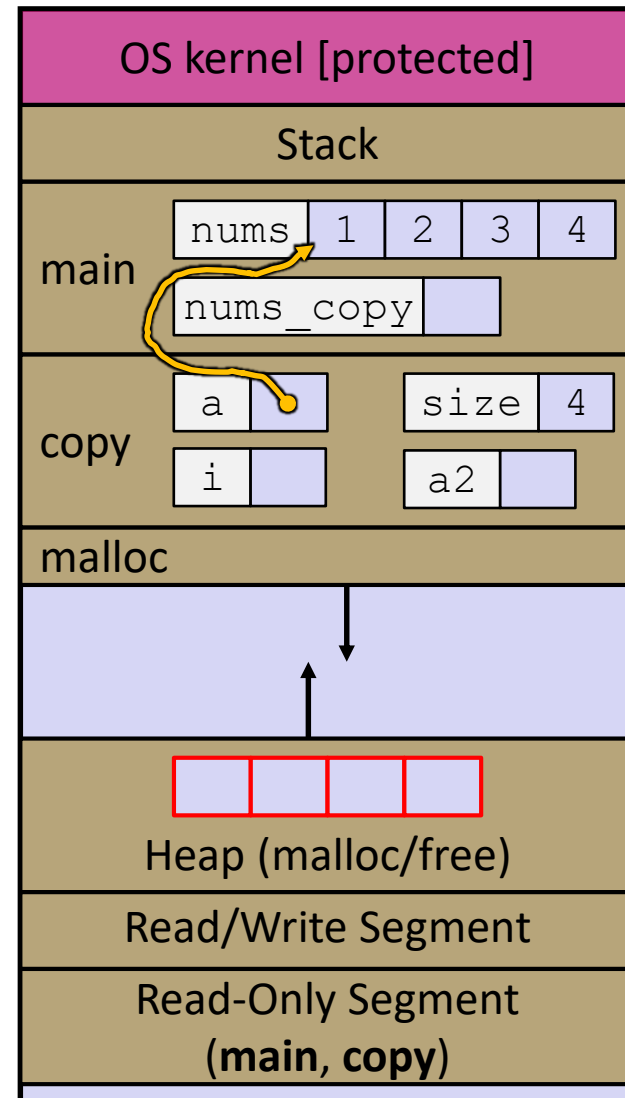 OS kernel [protected]
Stack
main
nums 1 2 3 4
nums_copy
copy
a size 4
i a2
malloc
Heap (malloc/free)
Read/Write Segment
Read-Only Segment
(main, copy)